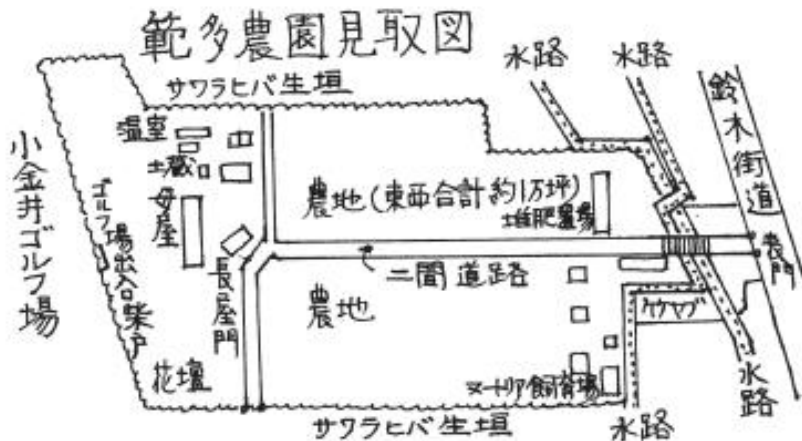 範多農園見取図
サワラヒバ生垣
水路
水路
鈴木街道
温室
土蔵
母屋
小金井ゴルフ場
ゴルフ場出入口柴戸
農地(東西合計約1万坪)
堆肥置場
表門
長屋門
二間道路
農地
花壇
ヌートリア飼育場
サワラヒバ生垣
水路
水路